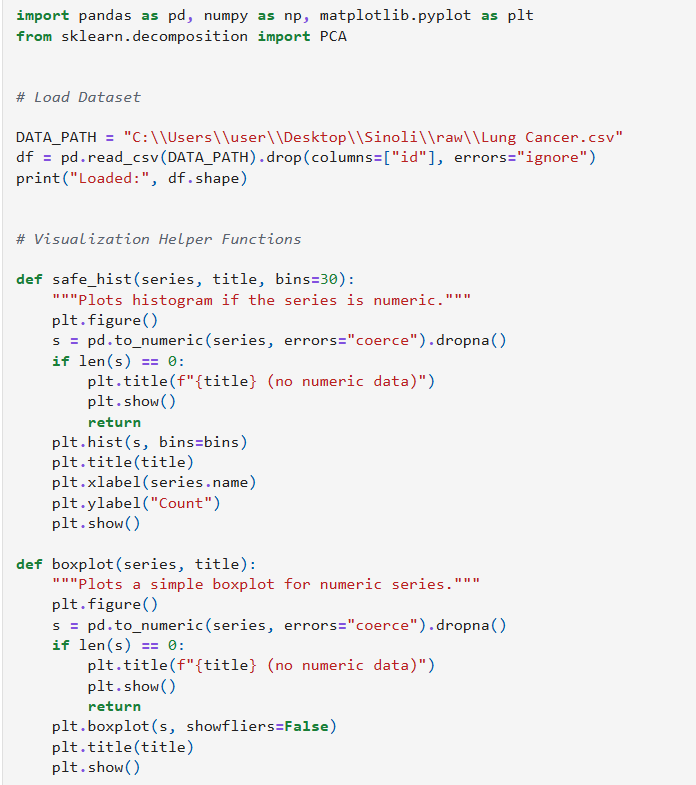 import pandas as pd, numpy as np, matplotlib.pyplot as plt
from sklearn.decomposition import PCA
# Load Dataset
DATA_PATH = "C:\\Users\\user\\Desktop\\Sinoli\\raw\\Lung Cancer.csv"
df = pd.read_csv(DATA_PATH).drop(columns=["id"], errors="ignore")
print("Loaded:", df.shape)
# Visualization Helper Functions
def safe_hist(series, title, bins=30):
    """Plots histogram if the series is numeric."""
    plt.figure()
    s = pd.to_numeric(series, errors="coerce").dropna()
    if len(s) == 0:
        plt.title(f"{title} (no numeric data)")
        plt.show()
        return
    plt.hist(s, bins=bins)
    plt.title(title)
    plt.xlabel(series.name)
    plt.ylabel("Count")
    plt.show()
def boxplot(series, title):
    """Plots a simple boxplot for numeric series."""
    plt.figure()
    s = pd.to_numeric(series, errors="coerce").dropna()
    if len(s) == 0:
        plt.title(f"{title} (no numeric data)")
        plt.show()
        return
    plt.boxplot(s, showfliers=False)
    plt.title(title)
    plt.show()